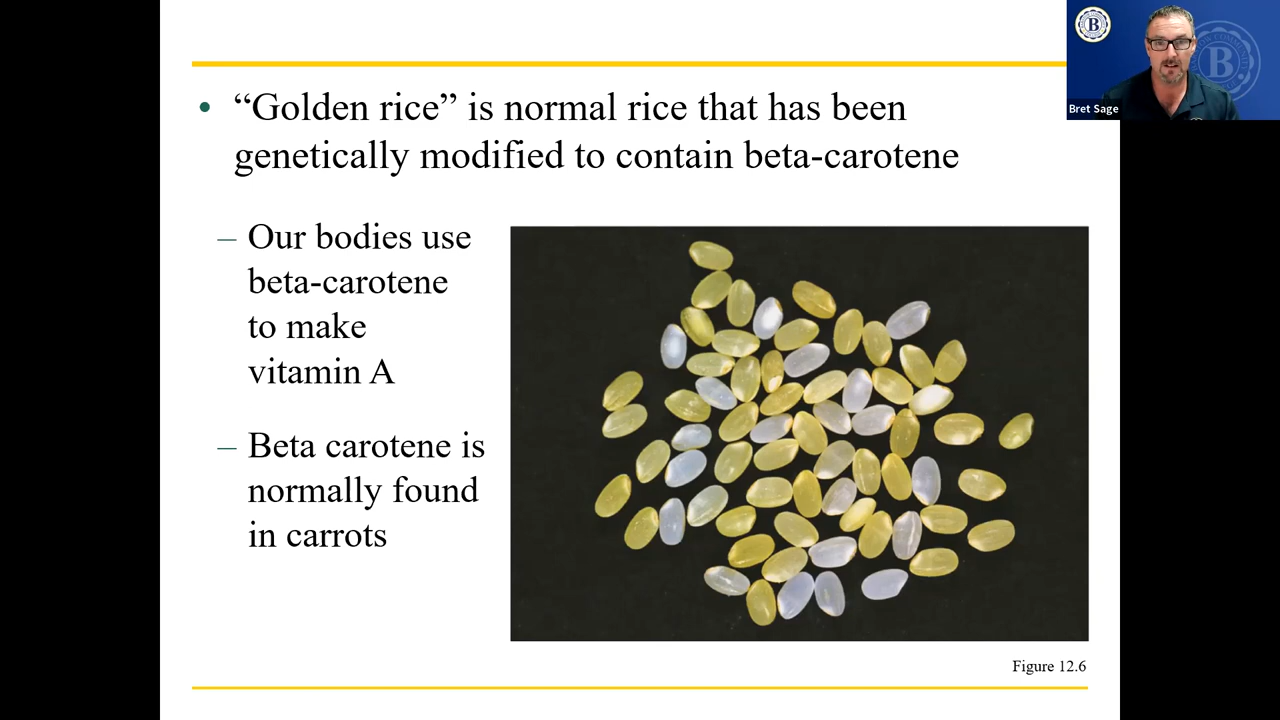 • “Golden rice” is normal rice that has been
genetically modified to contain beta-carotene
– Our bodies use
beta-carotene
to make
vitamin A
– Beta carotene is
normally found
in carrots
Figure 12.6
B
Bret Sage
B